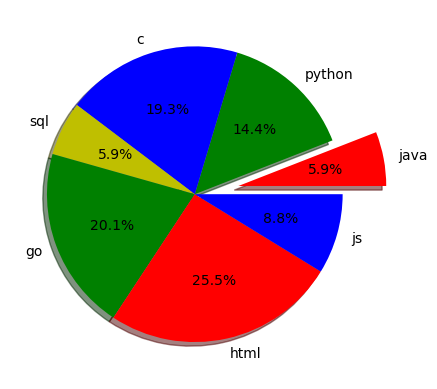 c
python
sql
19.3%
14.4%
java
5.9%
5.9%
go
20.1%
8.8%
js
25.5%
html